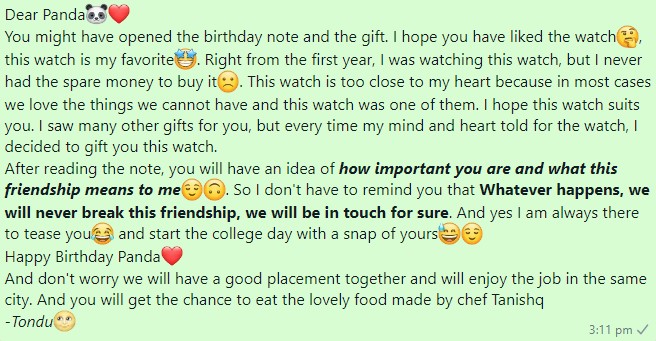 Dear Panda🐼❤️
You might have opened the birthday note and the gift. I hope you have liked the watch🤔,
this watch is my favorite🤩. Right from the first year, I was watching this watch, but I never
had the spare money to buy it🙁. This watch is too close to my heart because in most cases
we love the things we cannot have and this watch was one of them. I hope this watch suits
you. I saw many other gifts for you, but every time my mind and heart told for the watch, I
decided to gift you this watch.
After reading the note, you will have an idea of how important you are and what this
friendship means to me😌🙃. So I don't have to remind you that Whatever happens, we
will never break this friendship, we will be in touch for sure. And yes I am always there
to tease you😂 and start the college day with a snap of yours😅😌
Happy Birthday Panda❤️
And don't worry we will have a good placement together and will enjoy the job in the same
city. And you will get the chance to eat the lovely food made by chef Tanishq
-Tondu🌝
3:11 pm ✓